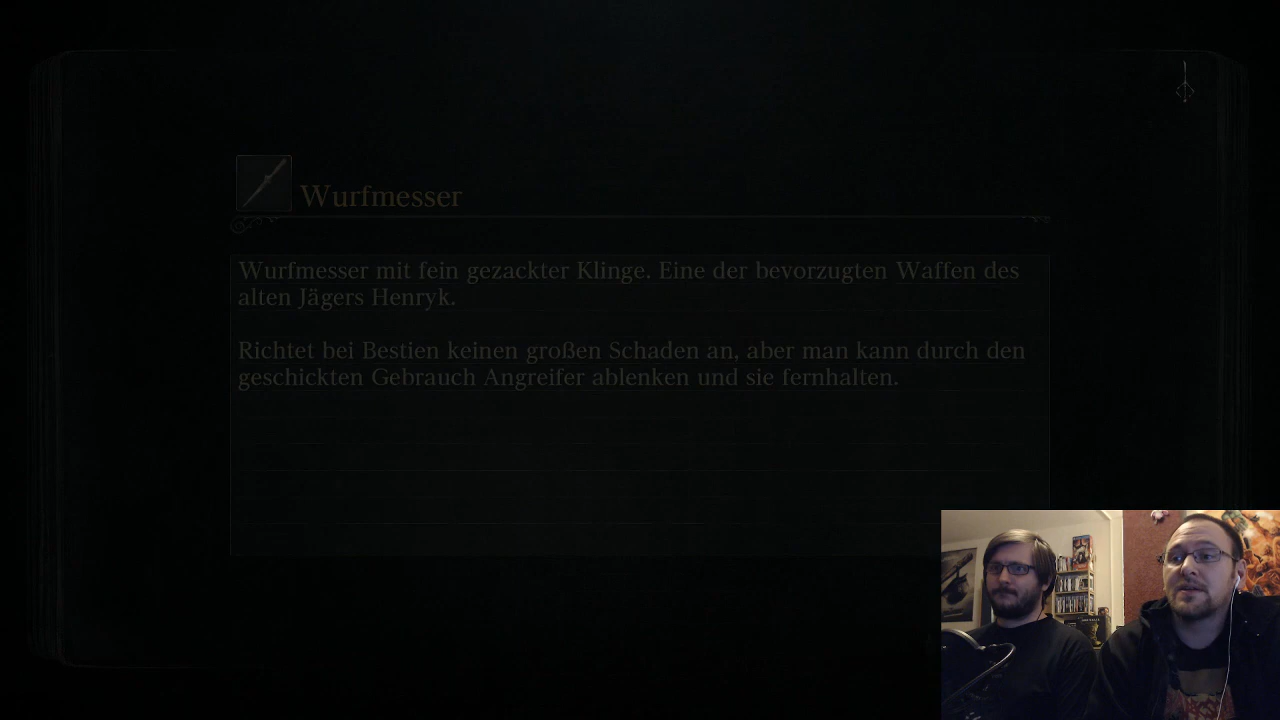 Wurfmesser
Wurfmesser mit fein gezackter Klinge. Eine der bevorzugten Waffen des
alten Jägers Henryk.
Richtet bei Bestien keinen großen Schaden an, aber man kann durch den
geschickten Gebrauch Angreifer ablenken und sie fernhalten.